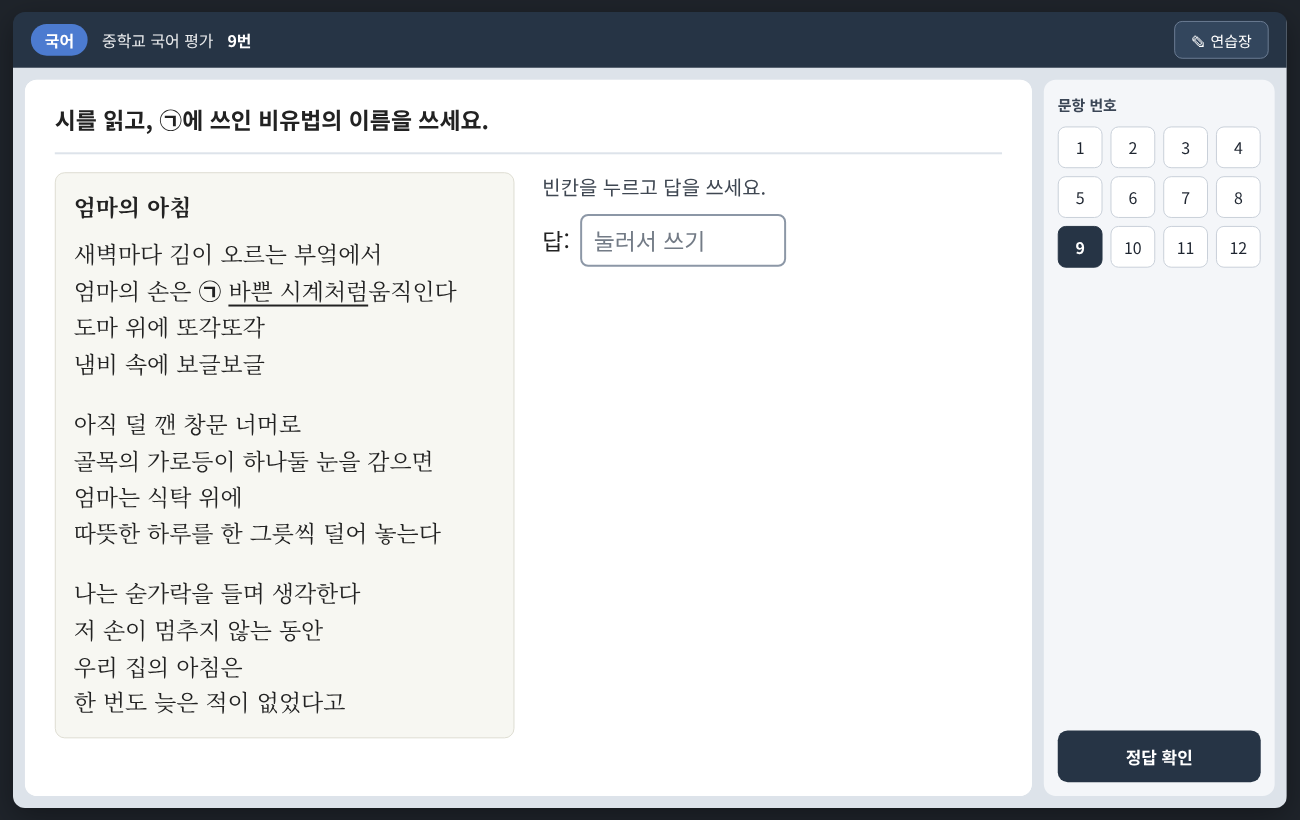 국어 중학교 국어 평가 9번
✎ 연습장
시를 읽고, ㉠에 쓰인 비유법의 이름을 쓰세요.
엄마의 아침
새벽마다 김이 오르는 부엌에서
엄마의 손은 ㉠ 바쁜 시계처럼움직인다
도마 위에 또각또각
냄비 속에 보글보글
아직 덜 깬 창문 너머로
골목의 가로등이 하나둘 눈을 감으면
엄마는 식탁 위에
따뜻한 하루를 한 그릇씩 덜어 놓는다
나는 숟가락을 들며 생각한다
저 손이 멈추지 않는 동안
우리 집의 아침은
한 번도 늦은 적이 없었다고
빈칸을 누르고 답을 쓰세요.
답: 눌러서 쓰기
문항 번호
1 2 3 4
5 6 7 8
9 10 11 12
정답 확인